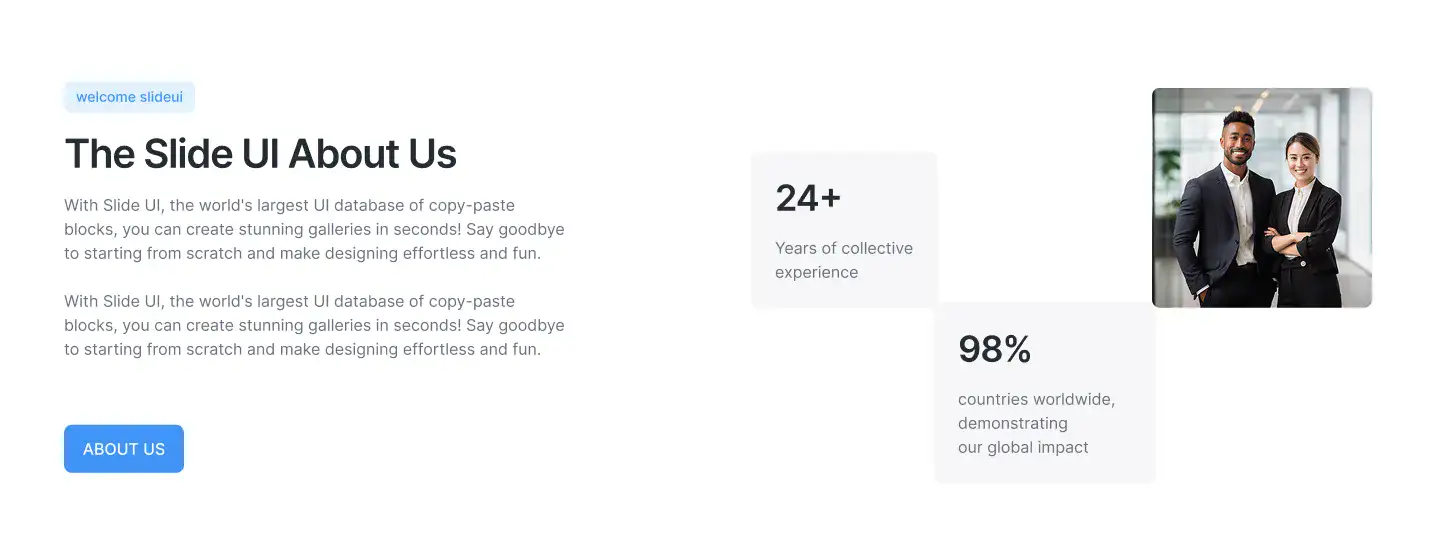 welcome slideui
The Slide UI About Us
With Slide UI, the world's largest UI database of copy-paste
blocks, you can create stunning galleries in seconds! Say goodbye
to starting from scratch and make designing effortless and fun.
With Slide UI, the world's largest UI database of copy-paste
blocks, you can create stunning galleries in seconds! Say goodbye
to starting from scratch and make designing effortless and fun.
ABOUT US
24+
Years of collective
experience
98%
countries worldwide,
demonstrating
our global impact